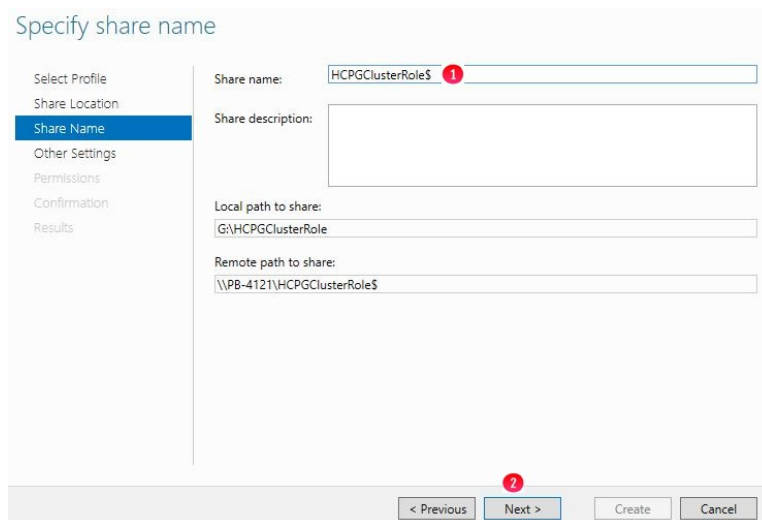 Specify share name
Select Profile
Share Location
Share Name
Other Settings
Permissions
Confirmation
Results
Share name:
HCPGClusterRole$
1
Share description:
Local path to share:
G:\HCPGClusterRole
Remote path to share:
\\PB-4121\HCPGClusterRole$
2
< Previous
Next >
Create
Cancel